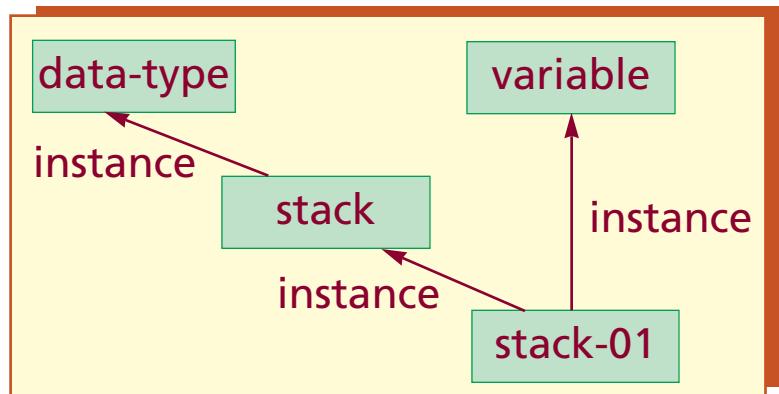 data-type
variable
instance
stack
instance
instance
stack-01